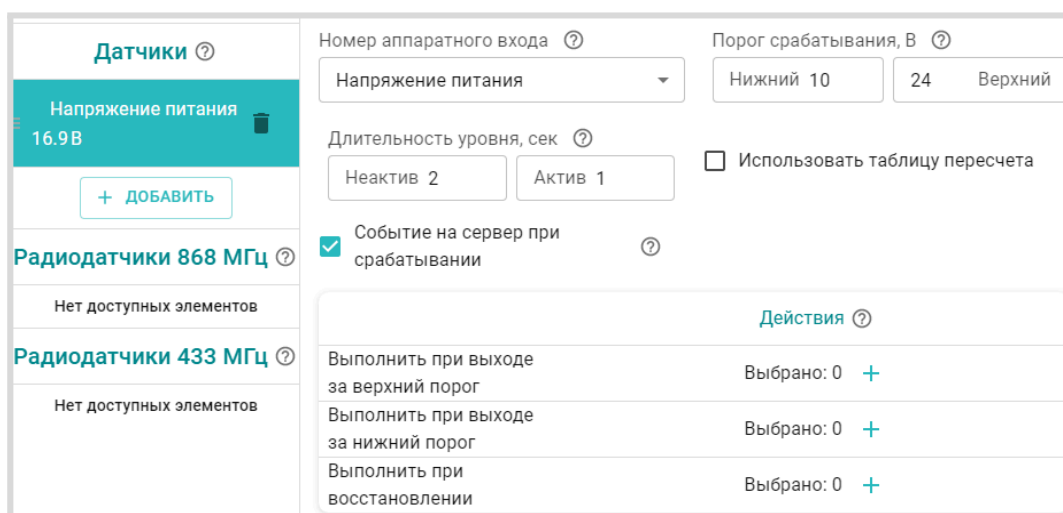 Датчики
Напряжение питания
16.9 В
+ ДОБАВИТЬ
Радиодатчики 868 МГц
Нет доступных элементов
Радиодатчики 433 МГц
Нет доступных элементов
Номер аппаратного входа
Напряжение питания
Порог срабатывания, В
Нижний 10
24 Верхний
Длительность уровня, сек
Неактив 2
Актив 1
Использовать таблицу пересчета
Событие на сервер при
срабатывании
Действия
Выполнить при выходе
за верхний порог
Выбрано: 0 +
Выполнить при выходе
за нижний порог
Выбрано: 0 +
Выполнить при
восстановлении
Выбрано: 0 +